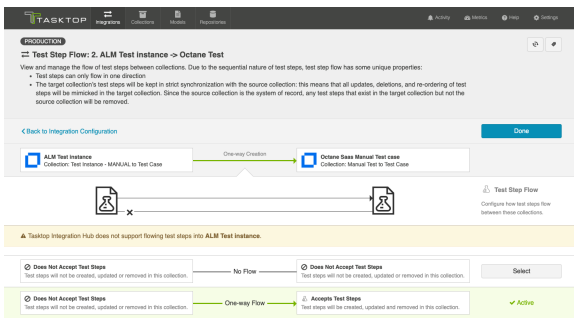 TASKTOP
Integrations
Collections
Models
Repositories
Activity
Metrics
Help
Settings
PRODUCTION
Test Step Flow: 2. ALM Test instance -> Octane Test
View and manage the flow of test steps between collections. Due to the sequential nature of test steps, test step flow has some unique properties:
• Test steps can only flow in one direction
• The target collection's test steps will be kept in strict synchronization with the source collection: this means that all updates, deletions, and re-ordering of test
steps will be mimicked in the target collection. Since the source collection is the system of record, any test steps that exist in the target collection but not the
source collection will be removed.
Back to Integration Configuration
Done
ALM Test instance
Collection: Test Instance - MANUAL to Test Case
One-way Creation
Octane Saas Manual Test case
Collection: Manual Test to Test Case
Test Step Flow
Configure how test steps flow
between these collections.
Tasktop Integration Hub does not support flowing test steps into ALM Test instance.
Does Not Accept Test Steps
Test steps will not be created, updated or removed in this collection.
No Flow
Does Not Accept Test Steps
Test steps will not be created, updated or removed in this collection.
Select
Does Not Accept Test Steps
Test steps will not be created, updated or removed in this collection.
One-way Flow
Accepts Test Steps
Test steps will be created, updated and removed in this collection.
Active